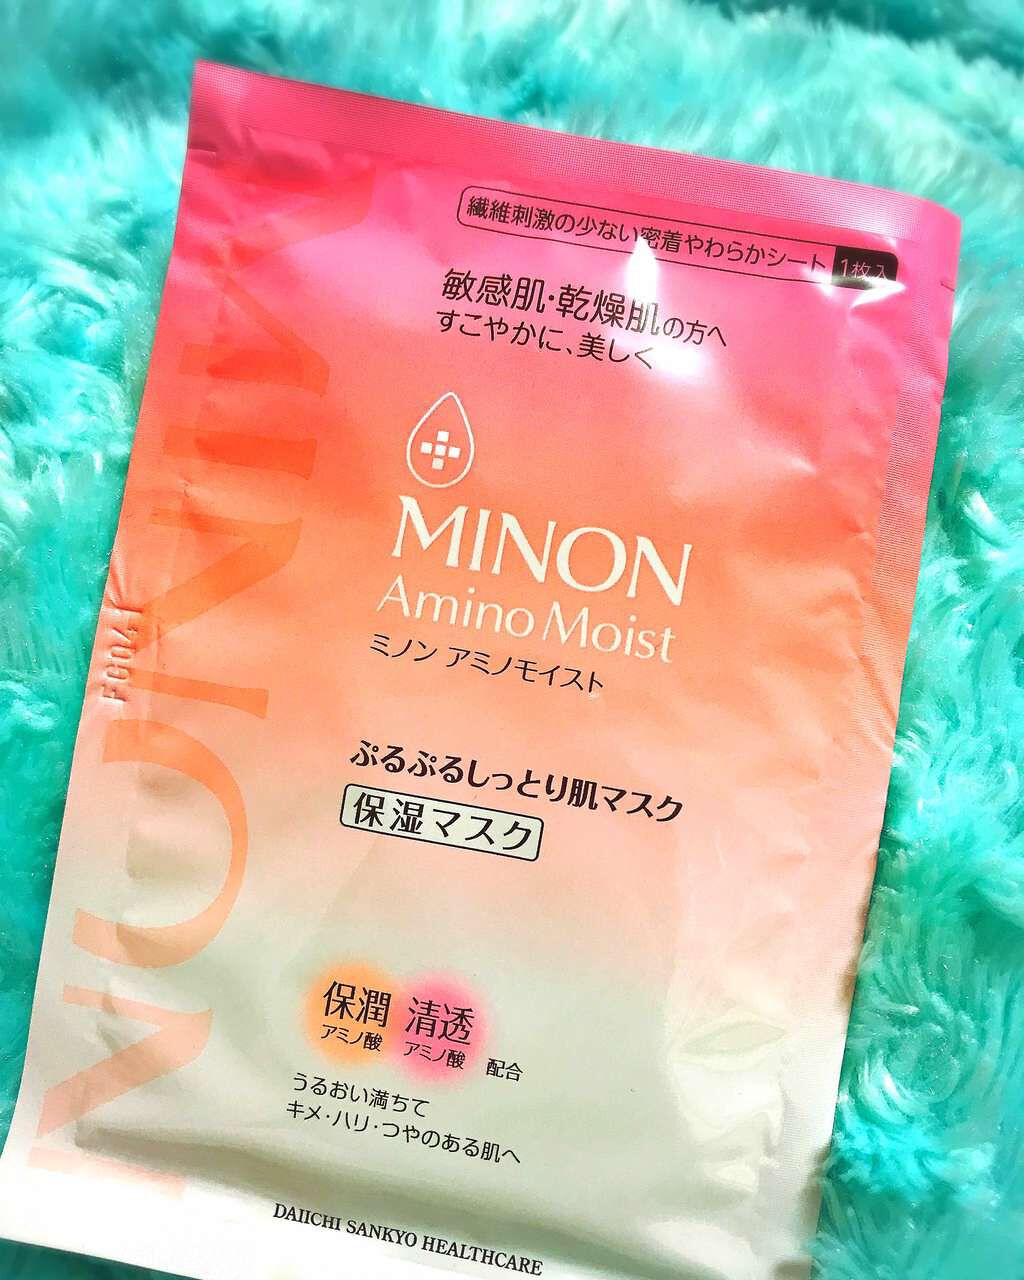 繊維刺激の少ない密着やわらかシート 1枚入
敏感肌・乾燥肌の方へ
すこやかに、美しく
MINON
Amino Moist
ミノン アミノモイスト
ぷるぷるしっとり肌マスク
保湿マスク
保潤 清透
アミノ酸 アミノ酸 配合
うるおい満ちて
キメ・ハリ・つやのある肌へ
DAIICHI SANKYO HEALTHCARE
MINON